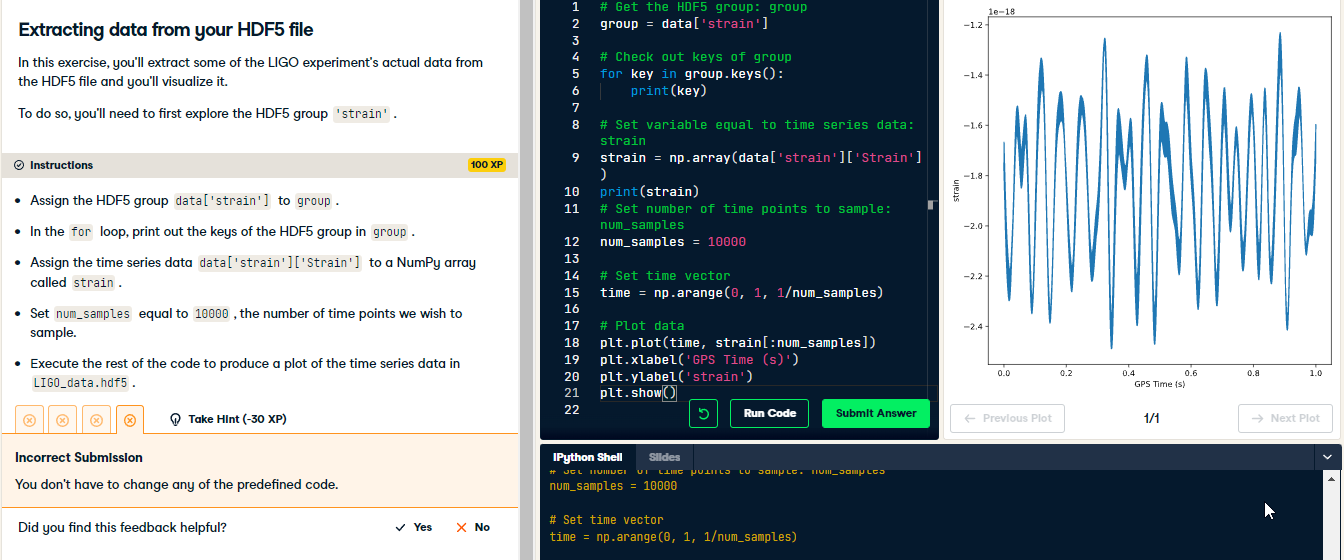 Extracting data from your HDF5 file
In this exercise, you'll extract some of the LIGO experiment's actual data from
the HDF5 file and you'll visualize it.
To do so, you'll need to first explore the HDF5 group 'strain' .
Instructions
100 XP
Assign the HDF5 group data['strain'] to group .
In the for loop, print out the keys of the HDF5 group in group .
Assign the time series data data['strain']['Strain'] to a NumPy array
called strain .
Set num_samples equal to 10000 , the number of time points we wish to
sample.
Execute the rest of the code to produce a plot of the time series data in
LIGO_data.hdf5 .
Take Hint (-30 XP)
Incorrect Submission
You don't have to change any of the predefined code.
Did you find this feedback helpful?
Yes
No
1 # Get the HDF5 group: group
2 group = data['strain']
3
4 # Check out keys of group
5 for key in group.keys():
6 print(key)
7
8 # Set variable equal to time series data:
strain
9 strain = np.array(data['strain']['Strain']
)
10 print(strain)
11 # Set number of time points to sample:
num_samples
12 num_samples = 10000
13
14 # Set time vector
15 time = np.arange(0, 1, 1/num_samples)
16
17 # Plot data
18 plt.plot(time, strain[:num_samples])
19 plt.xlabel('GPS Time (s)')
20 plt.ylabel('strain')
21 plt.show()
22
Run Code
Submit Answer
1e−18
−1.2
−1.4
−1.6
−1.8
−2.0
−2.2
−2.4
strain
0.0 0.2 0.4 0.6 0.8 1.0
GPS Time (s)
Previous Plot
1/1
Next Plot
IPython Shell
Slides
# Set number of time points to sample: num_samples
num_samples = 10000
# Set time vector
time = np.arange(0, 1, 1/num_samples)